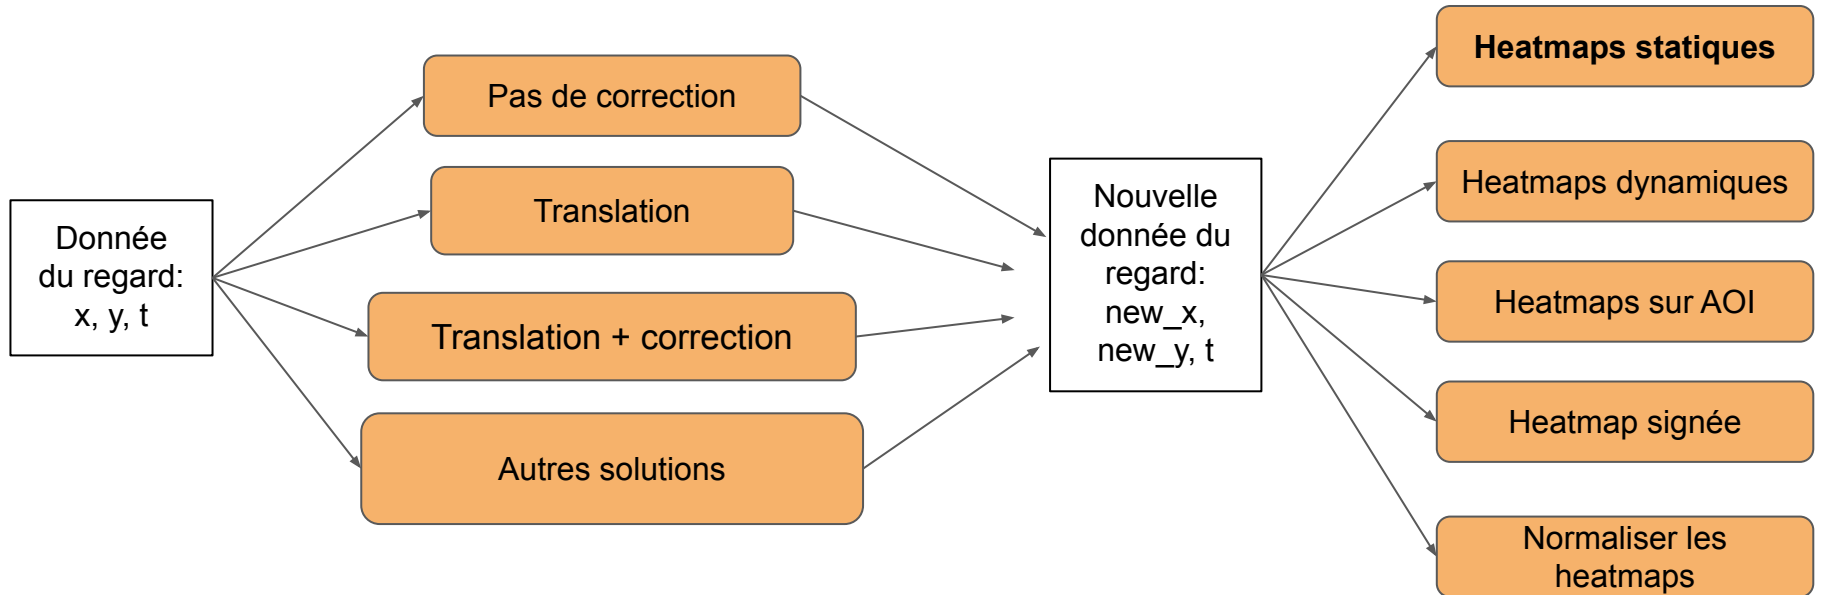 Donnée
du regard:
x, y, t
Pas de correction
Translation
Translation + correction
Autres solutions
Nouvelle
donnée du
regard:
new_x,
new_y, t
Heatmaps statiques
Heatmaps dynamiques
Heatmaps sur AOI
Heatmap signée
Normaliser les
heatmaps